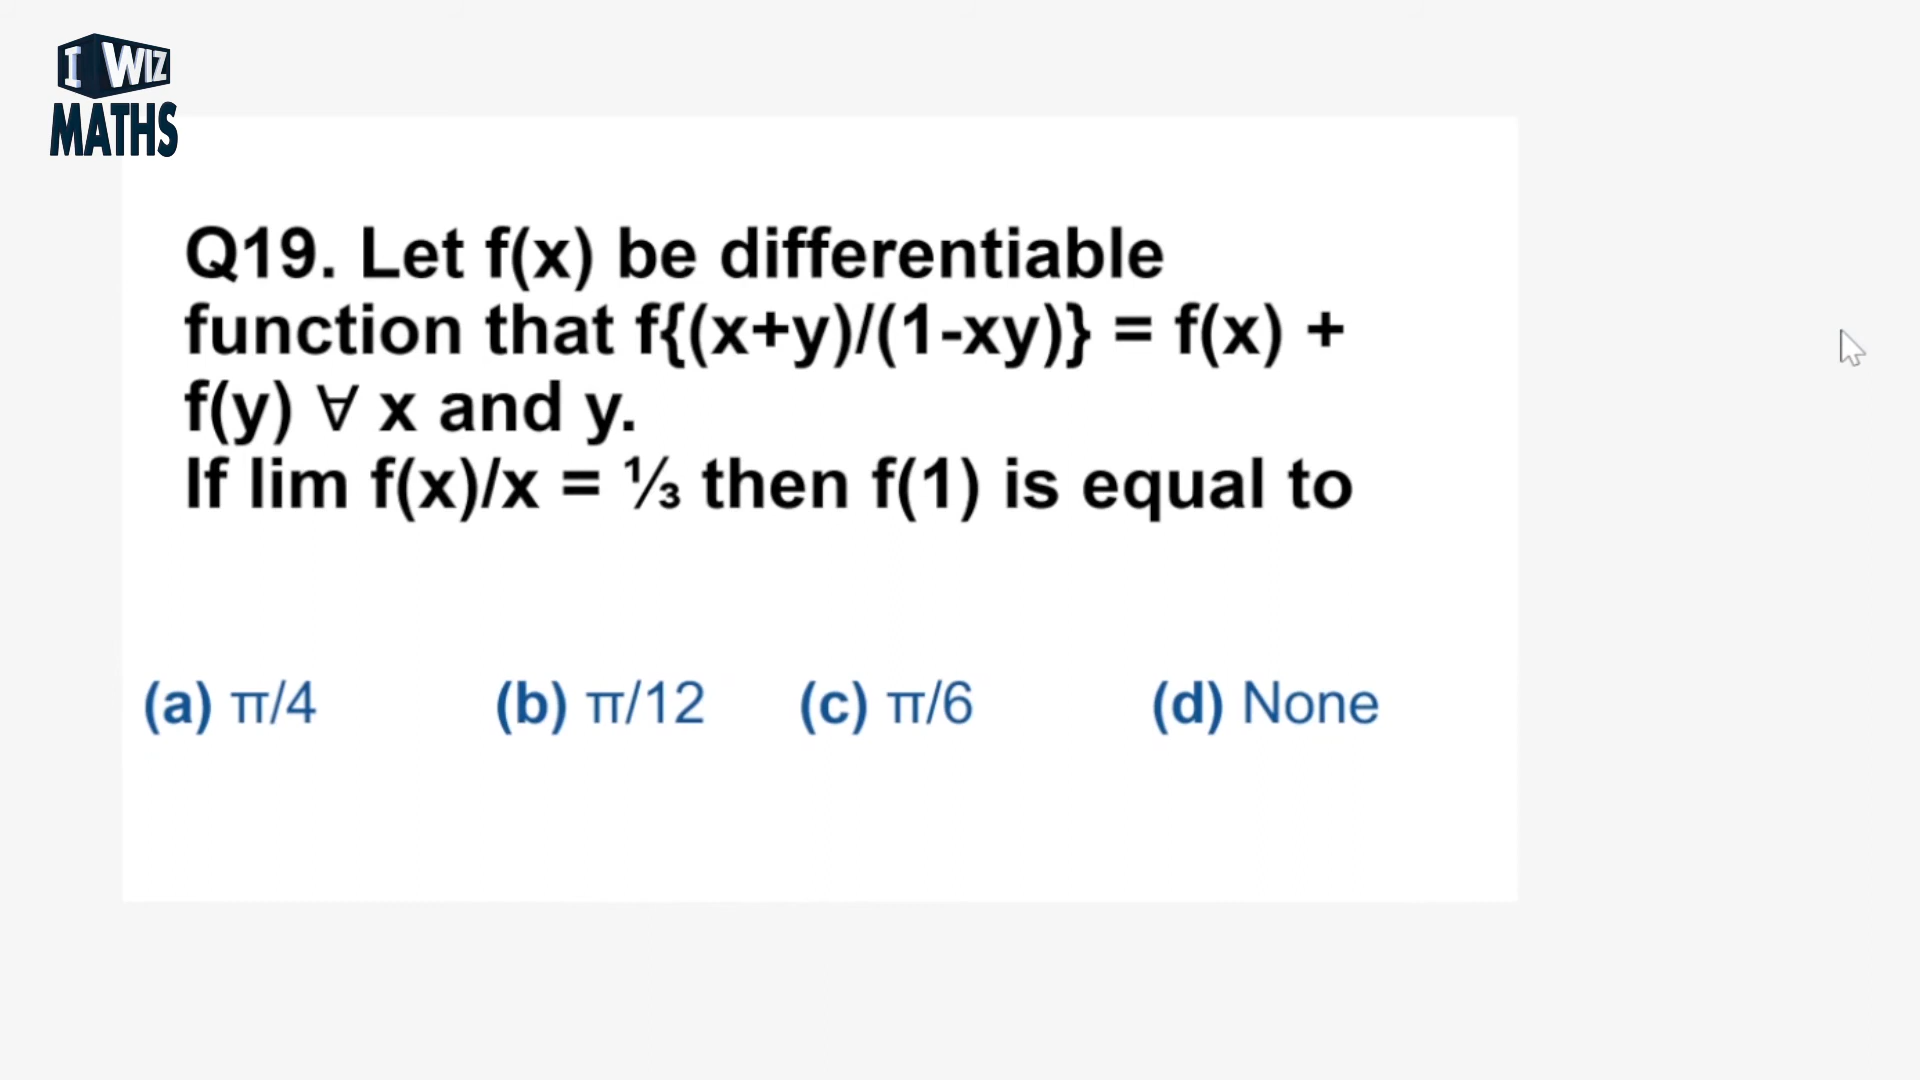 I WIZ
MATHS
Q19. Let f(x) be differentiable
function that f{(x+y)/(1-xy)} = f(x) +
f(y) ∀ x and y.
If lim f(x)/x = ⅓ then f(1) is equal to
(a) π/4 (b) π/12 (c) π/6 (d) None